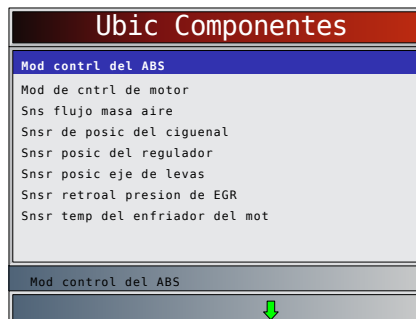 Ubic Componentes
Mod contrl del ABS
Mod de cntrl de motor
Sns flujo masa aire
Snsr de posic del ciguenal
Snsr posic del regulador
Snsr posic eje de levas
Snsr retroal presion de EGR
Snsr temp del enfriador del mot
Mod control del ABS